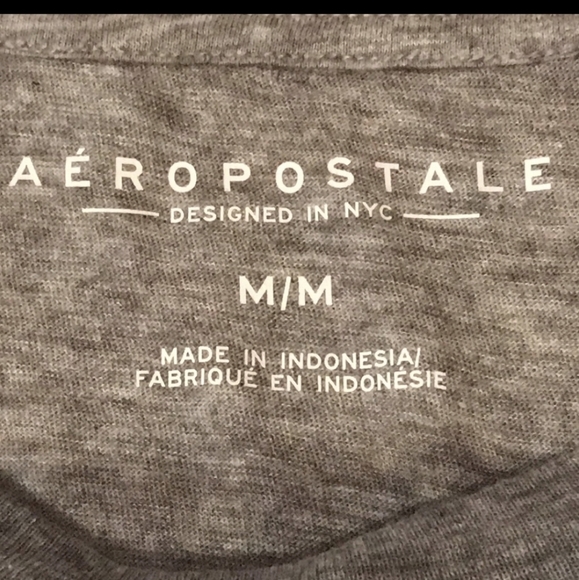 AÉROPOSTALE
DESIGNED IN NYC
M/M
MADE IN INDONESIA/
FABRIQUÉ EN INDONÉSIE